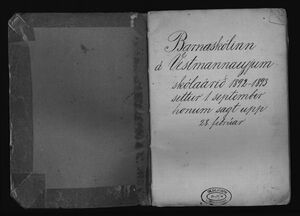 Barnaskólinn
á Vestmannaeyjum
skólaárið 1892-1893
settur 1 september
honum sagt upp
28 febrúar